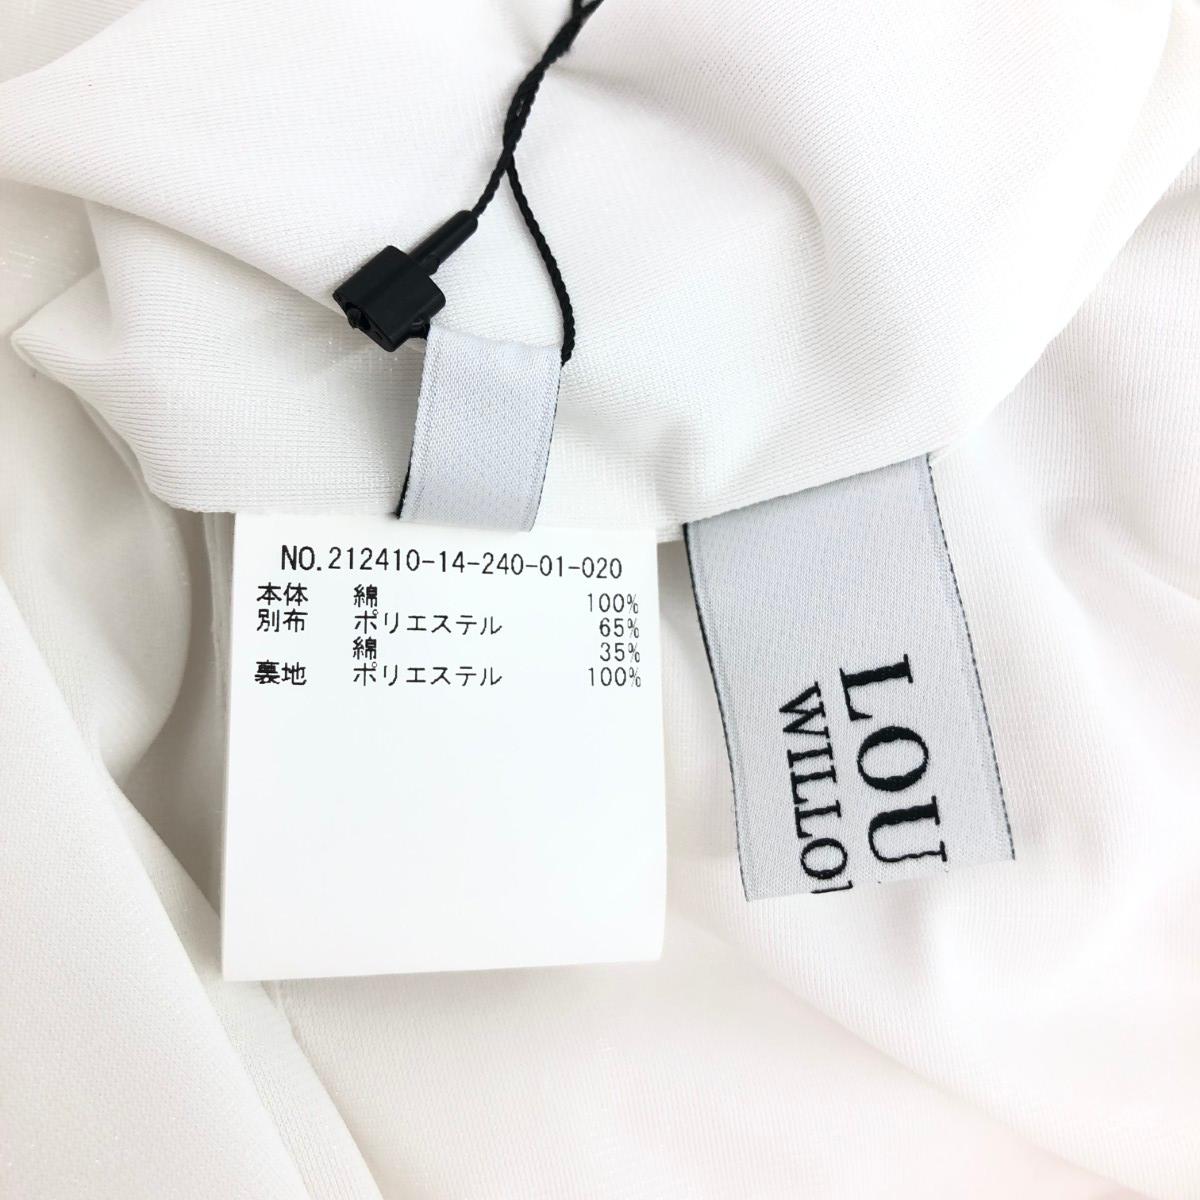 NO.212410-14-240-01-020
本体 綿 100%
別布 ポリエステル 65%
綿 35%
裏地 ポリエステル 100%
LOU